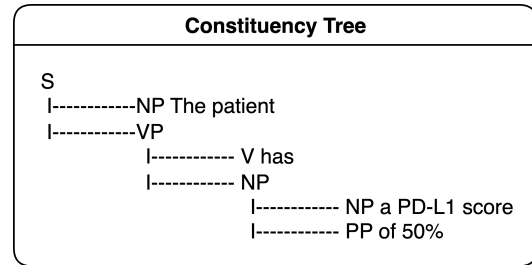 Constituency Tree
S
I------------NP The patient
I------------VP
I------------ V has
I------------ NP
I------------ NP a PD-L1 score
I------------ PP of 50%